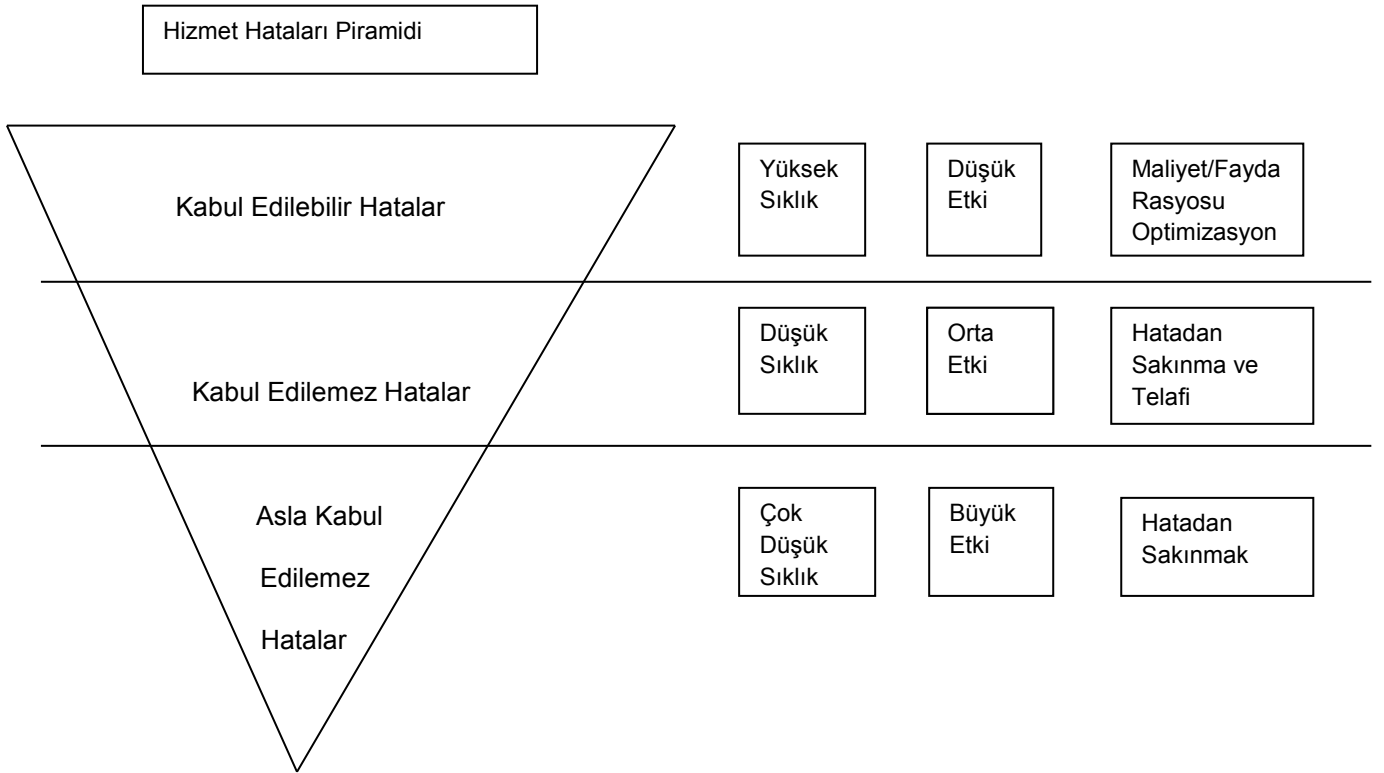 Hizmet Hataları Piramidi
Kabul Edilebilir Hatalar
Yüksek
Sıklık
Düşük
Etki
Maliyet/Fayda
Rasyosu
Optimizasyon
Kabul Edilemez Hatalar
Düşük
Sıklık
Orta
Etki
Hatadan
Sakınma ve
Telafi
Asla Kabul
Edilemez
Hatalar
Çok
Düşük
Sıklık
Büyük
Etki
Hatadan
Sakınmak